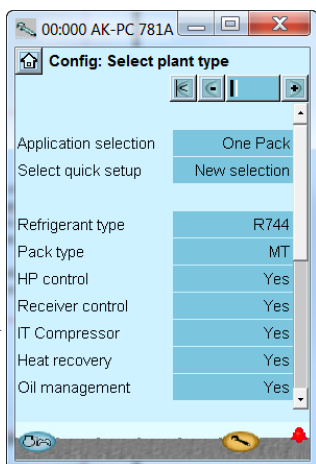 00:000 AK-PC 781A
Config: Select plant type
Application selection One Pack
Select quick setup New selection
Refrigerant type R744
Pack type MT
HP control Yes
Receiver control Yes
IT Compressor Yes
Heat recovery Yes
Oil management Yes